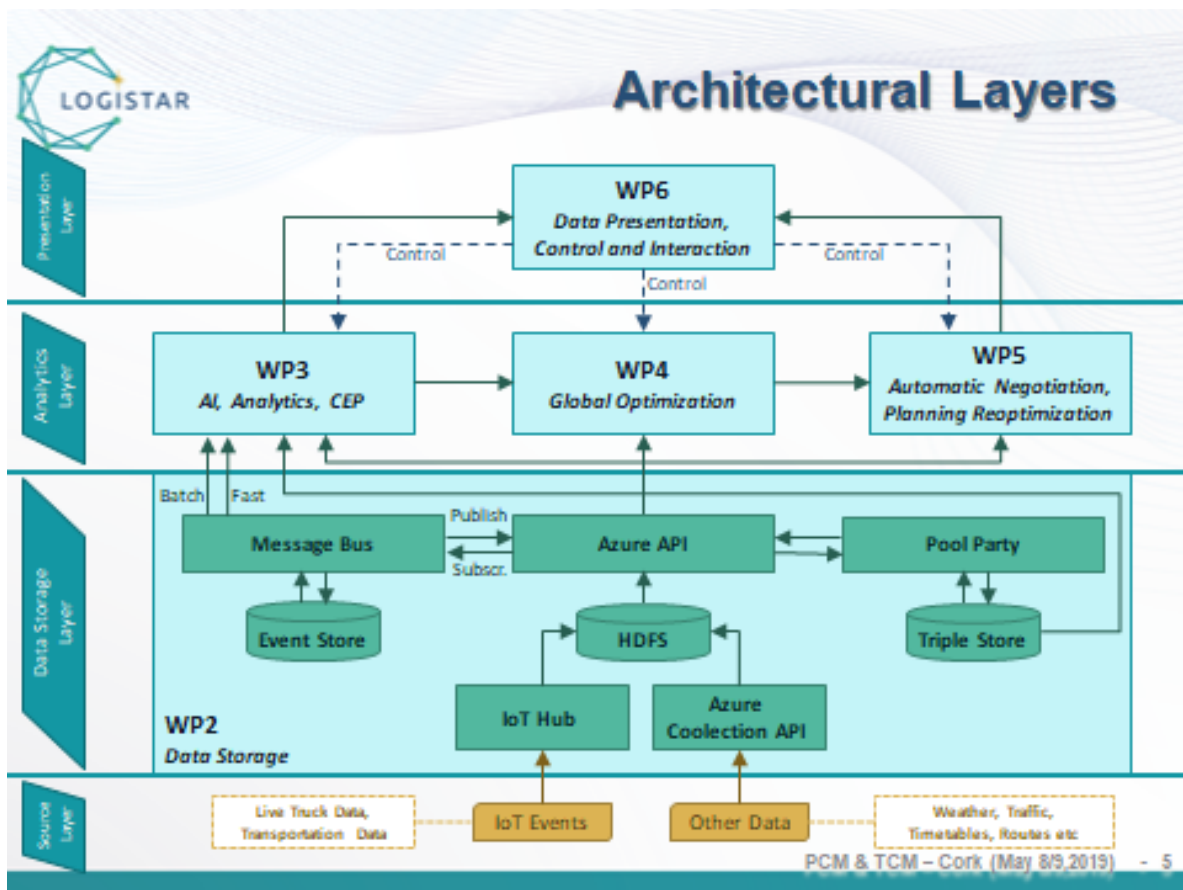 LOGISTAR
Architectural Layers
Presentation
Layer
WP6
Data Presentation,
Control and Interaction
Control
Control
Control
Analytics
Layer
WP3
AI, Analytics, CEP
WP4
Global Optimization
WP5
Automatic Negotiation,
Planning Reoptimization
Data Storage
Layer
Batch
Fast
Message Bus
Publish
Subscr.
Azure API
Pool Party
Event Store
HDFS
Triple Store
IoT Hub
Azure
Coolection API
WP2
Data Storage
Source
Layer
Live Truck Data,
Transportation Data
IoT Events
Other Data
Weather, Traffic,
Timetables, Routes etc
PCM & TCM – Cork (May 8/9,2019) - 5